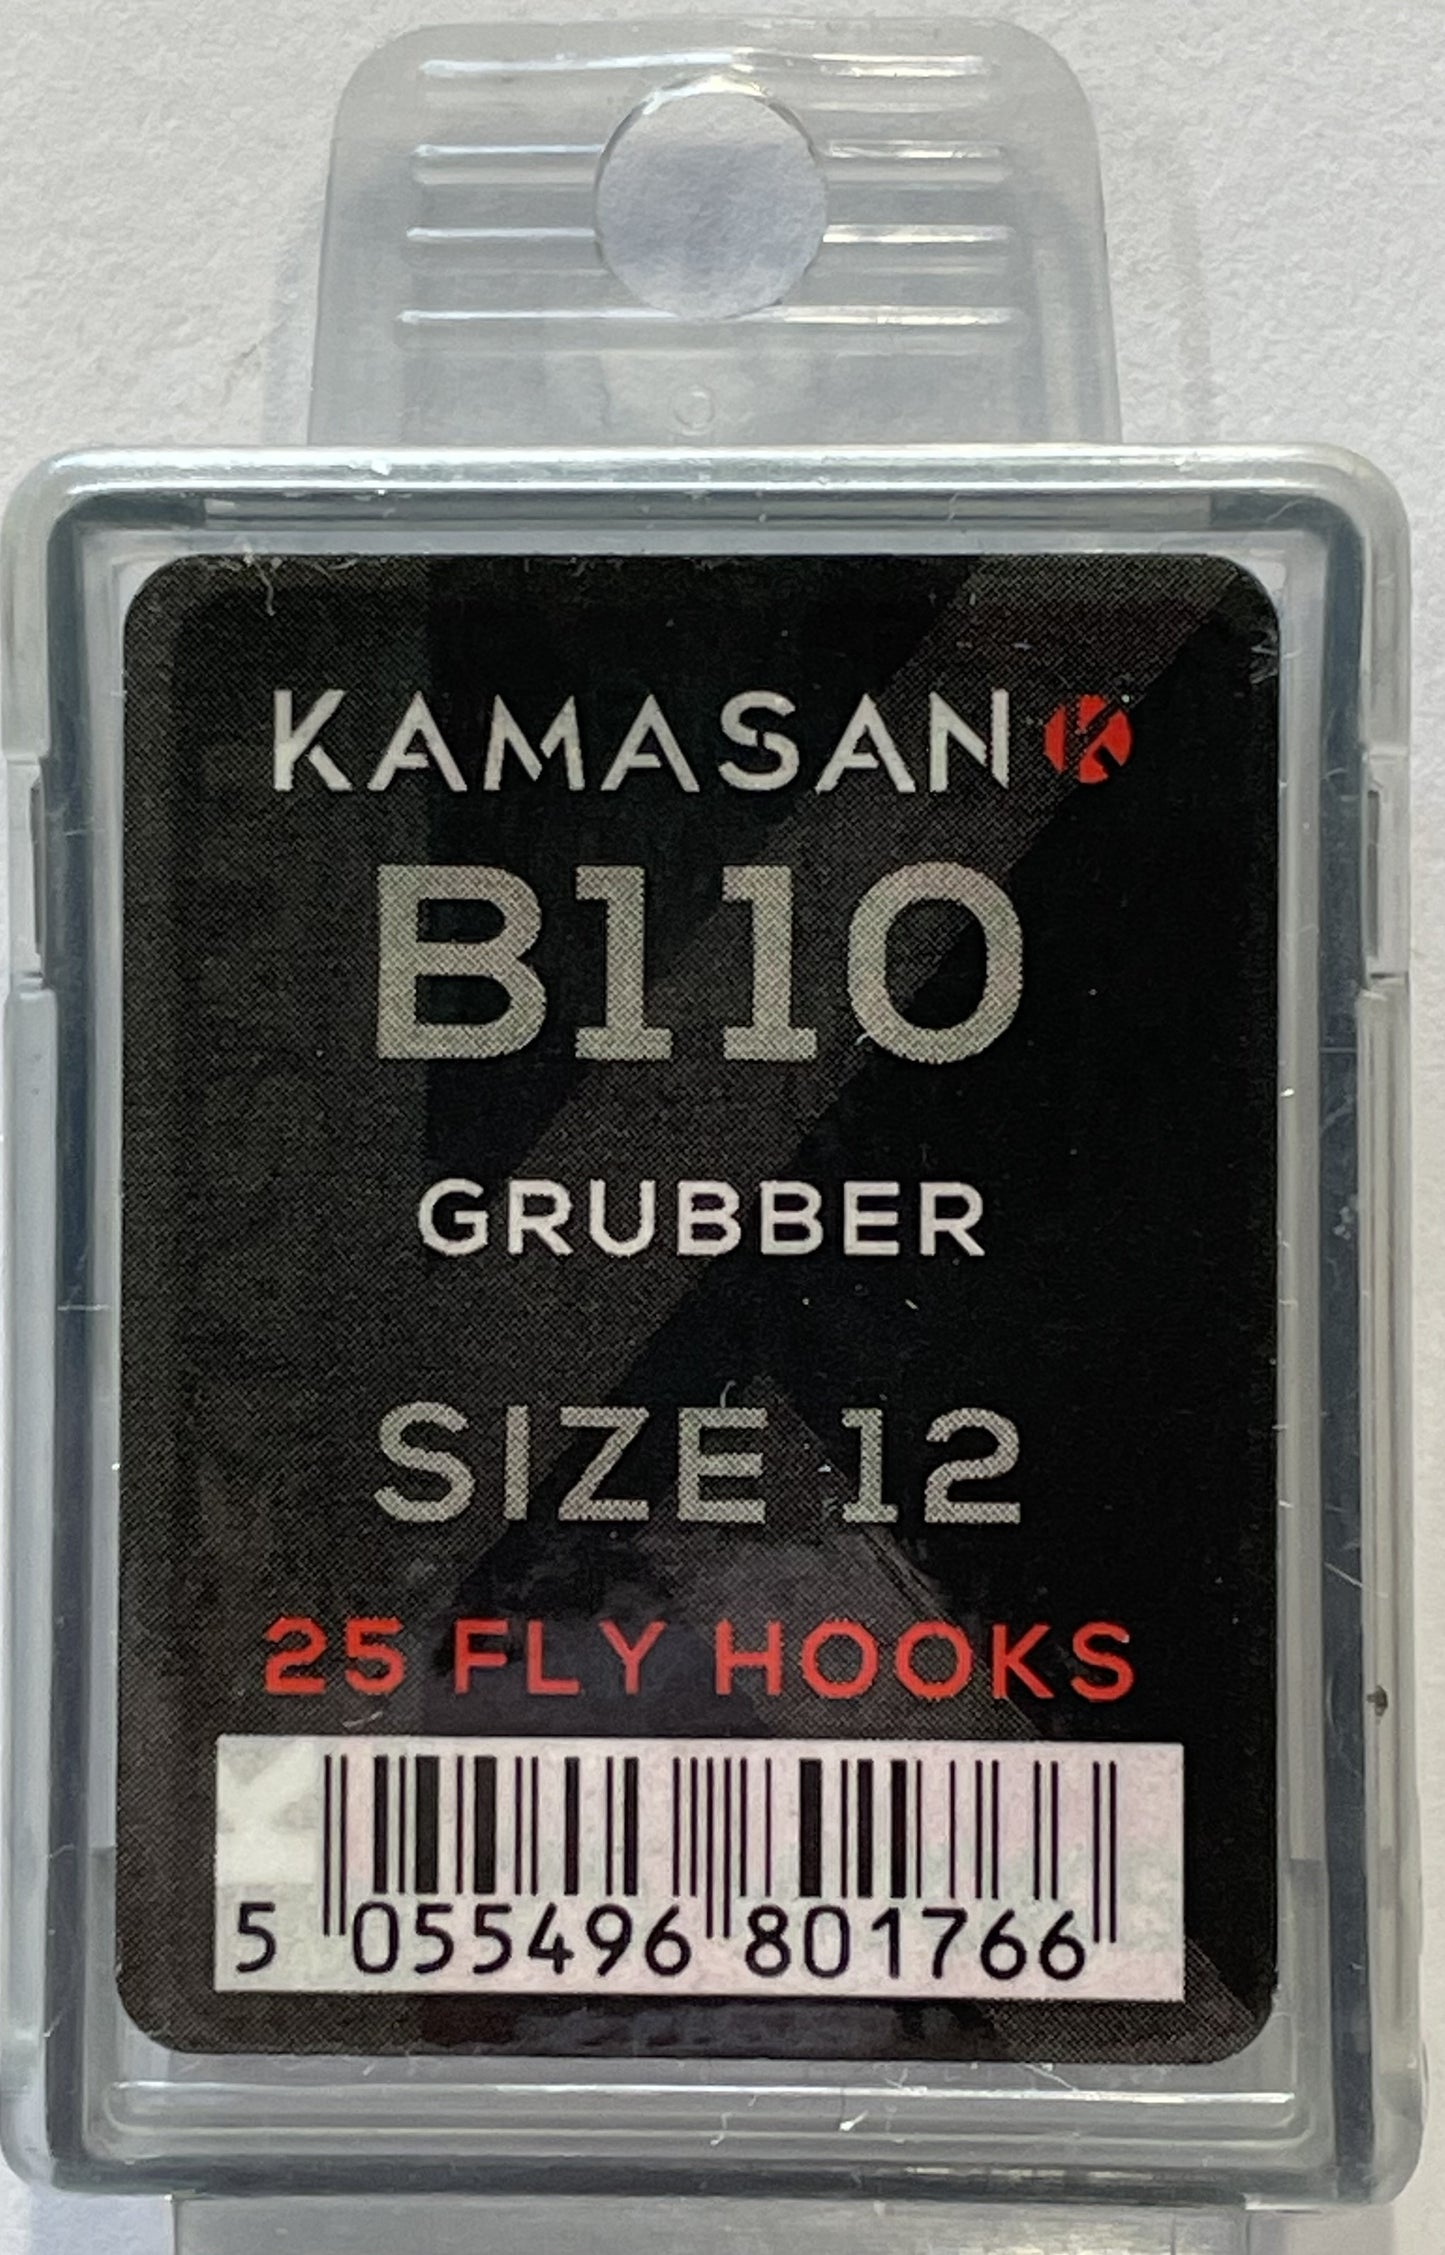 KAMASAN
B110
GRUBBER
SIZE 12
25 FLY HOOKS
5 055496 801766